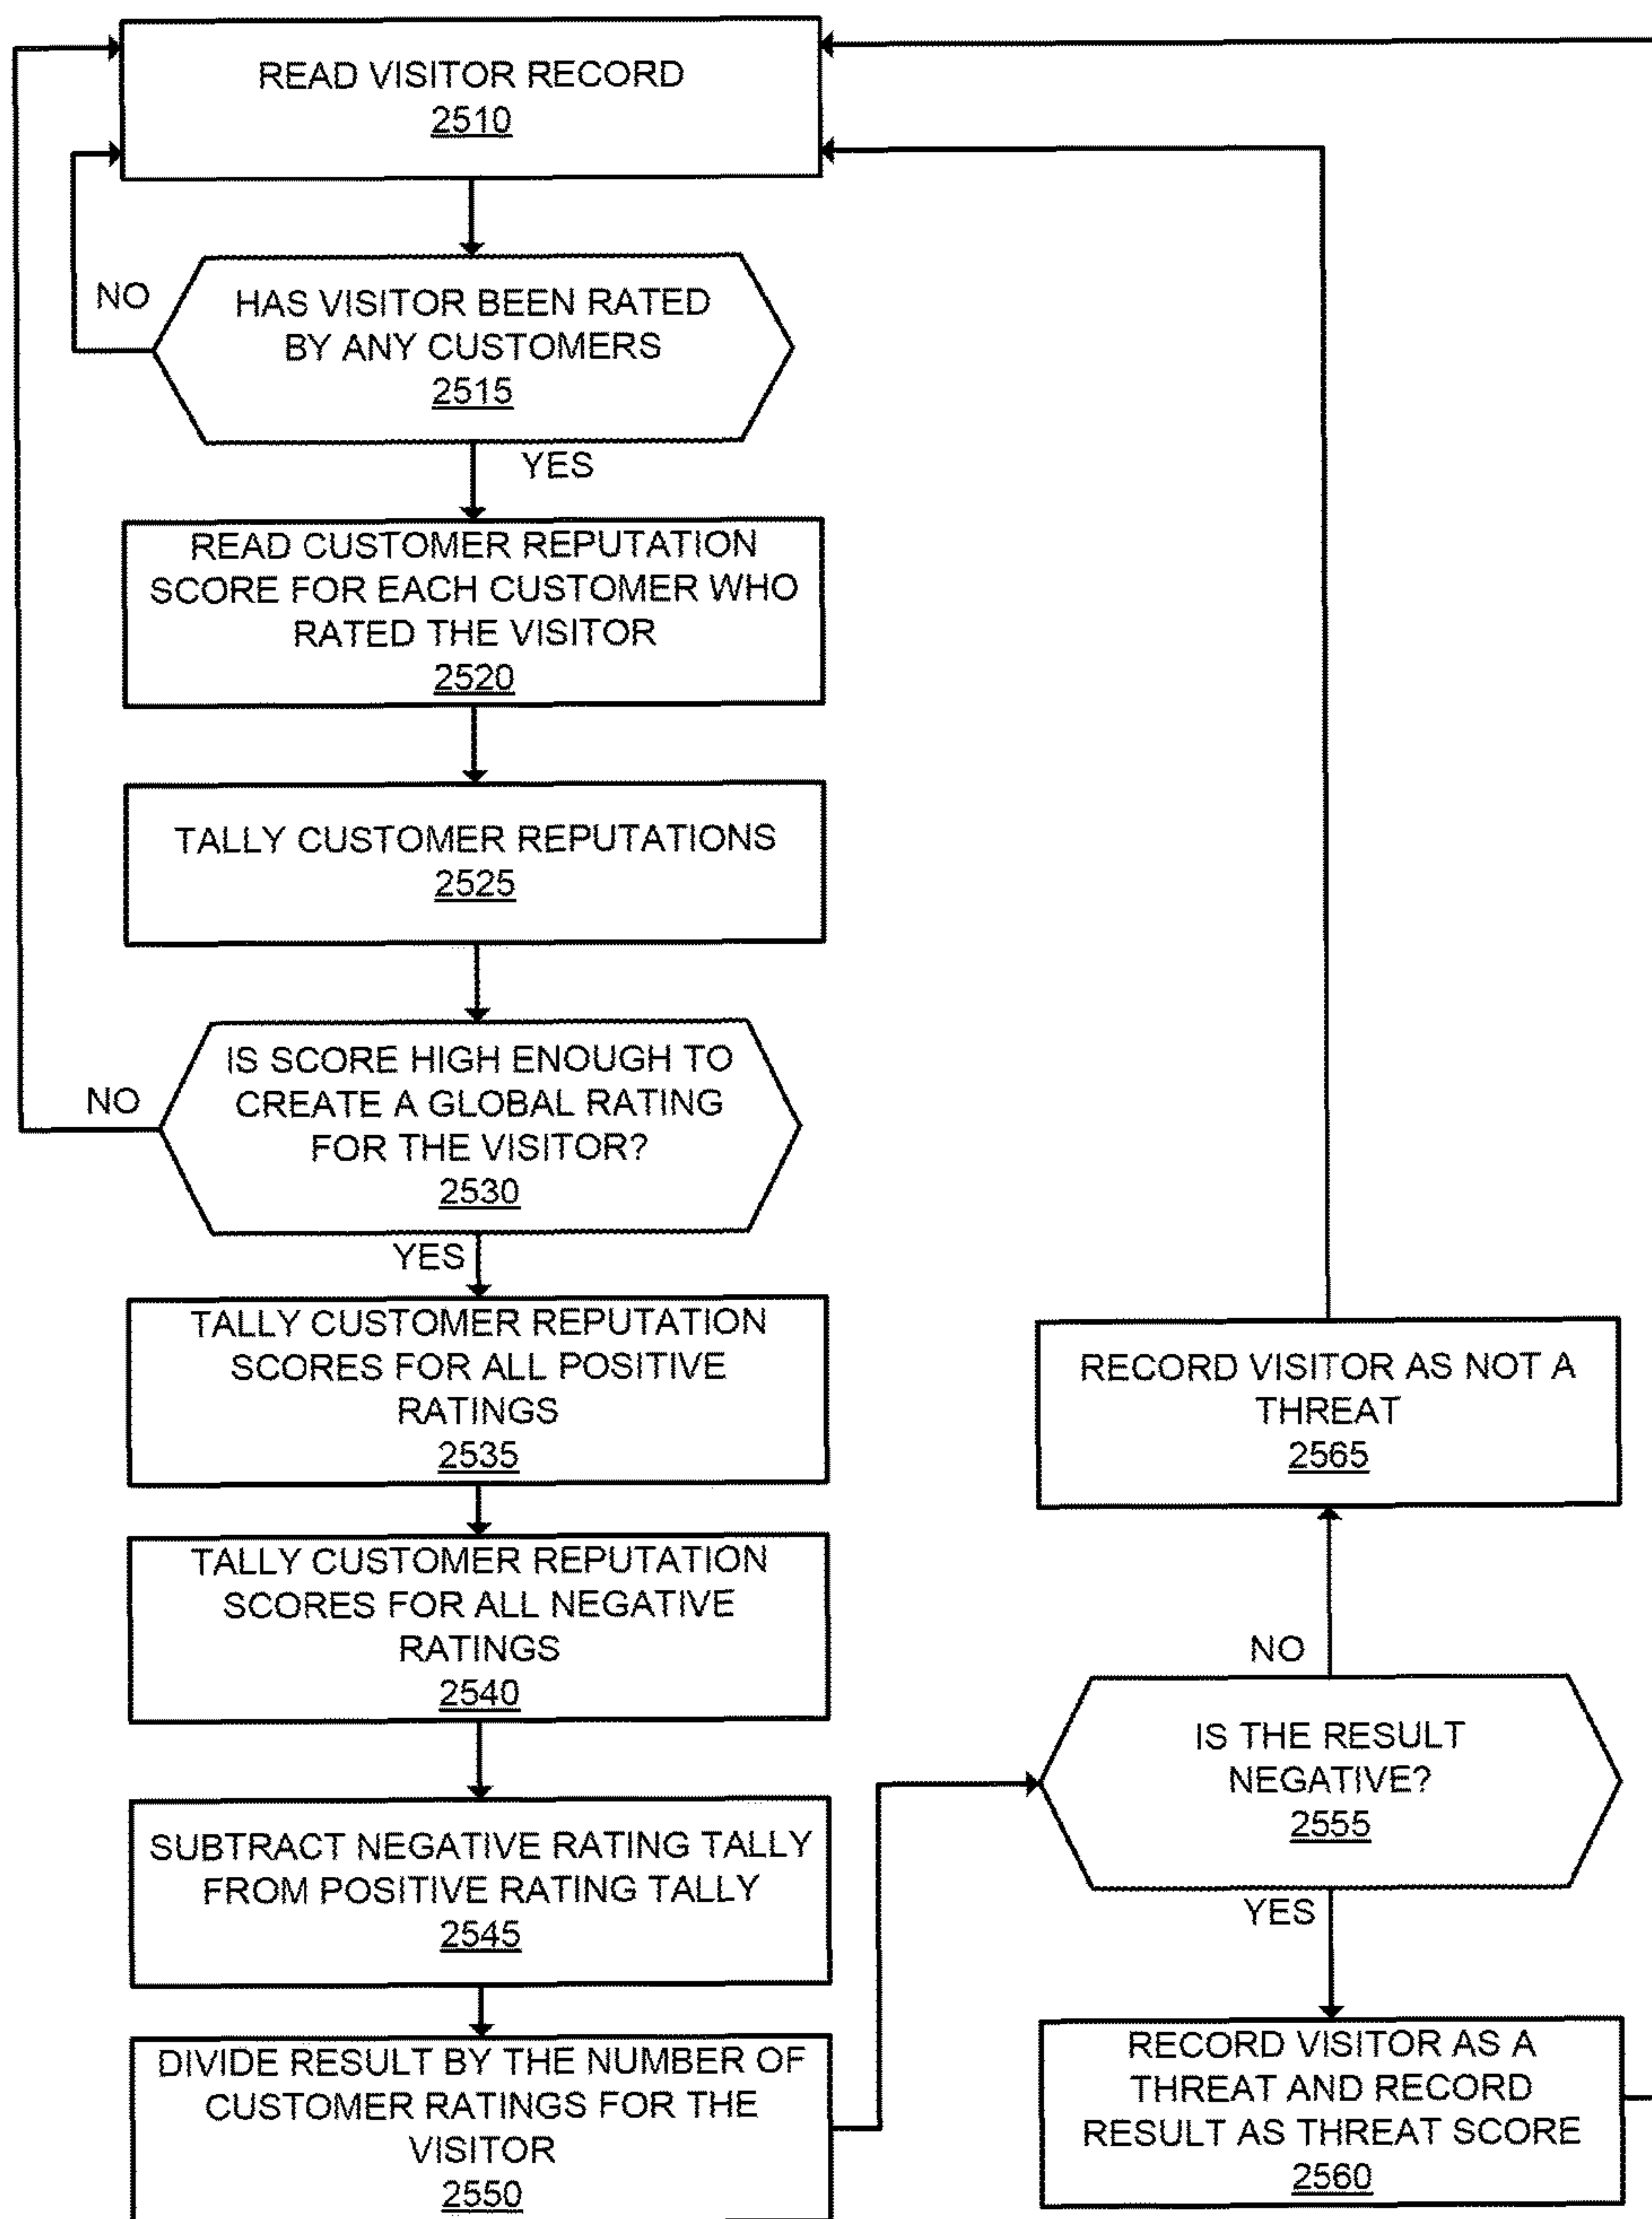 READ VISITOR RECORD
2510
NO
HAS VISITOR BEEN RATED
BY ANY CUSTOMERS
2515
YES
READ CUSTOMER REPUTATION
SCORE FOR EACH CUSTOMER WHO
RATED THE VISITOR
2520
TALLY CUSTOMER REPUTATIONS
2525
NO
IS SCORE HIGH ENOUGH TO
CREATE A GLOBAL RATING
FOR THE VISITOR?
2530
YES
TALLY CUSTOMER REPUTATION
SCORES FOR ALL POSITIVE
RATINGS
2535
TALLY CUSTOMER REPUTATION
SCORES FOR ALL NEGATIVE
RATINGS
2540
SUBTRACT NEGATIVE RATING TALLY
FROM POSITIVE RATING TALLY
2545
DIVIDE RESULT BY THE NUMBER OF
CUSTOMER RATINGS FOR THE
VISITOR
2550
RECORD VISITOR AS NOT A
THREAT
2565
NO
IS THE RESULT
NEGATIVE?
2555
YES
RECORD VISITOR AS A
THREAT AND RECORD
RESULT AS THREAT SCORE
2560